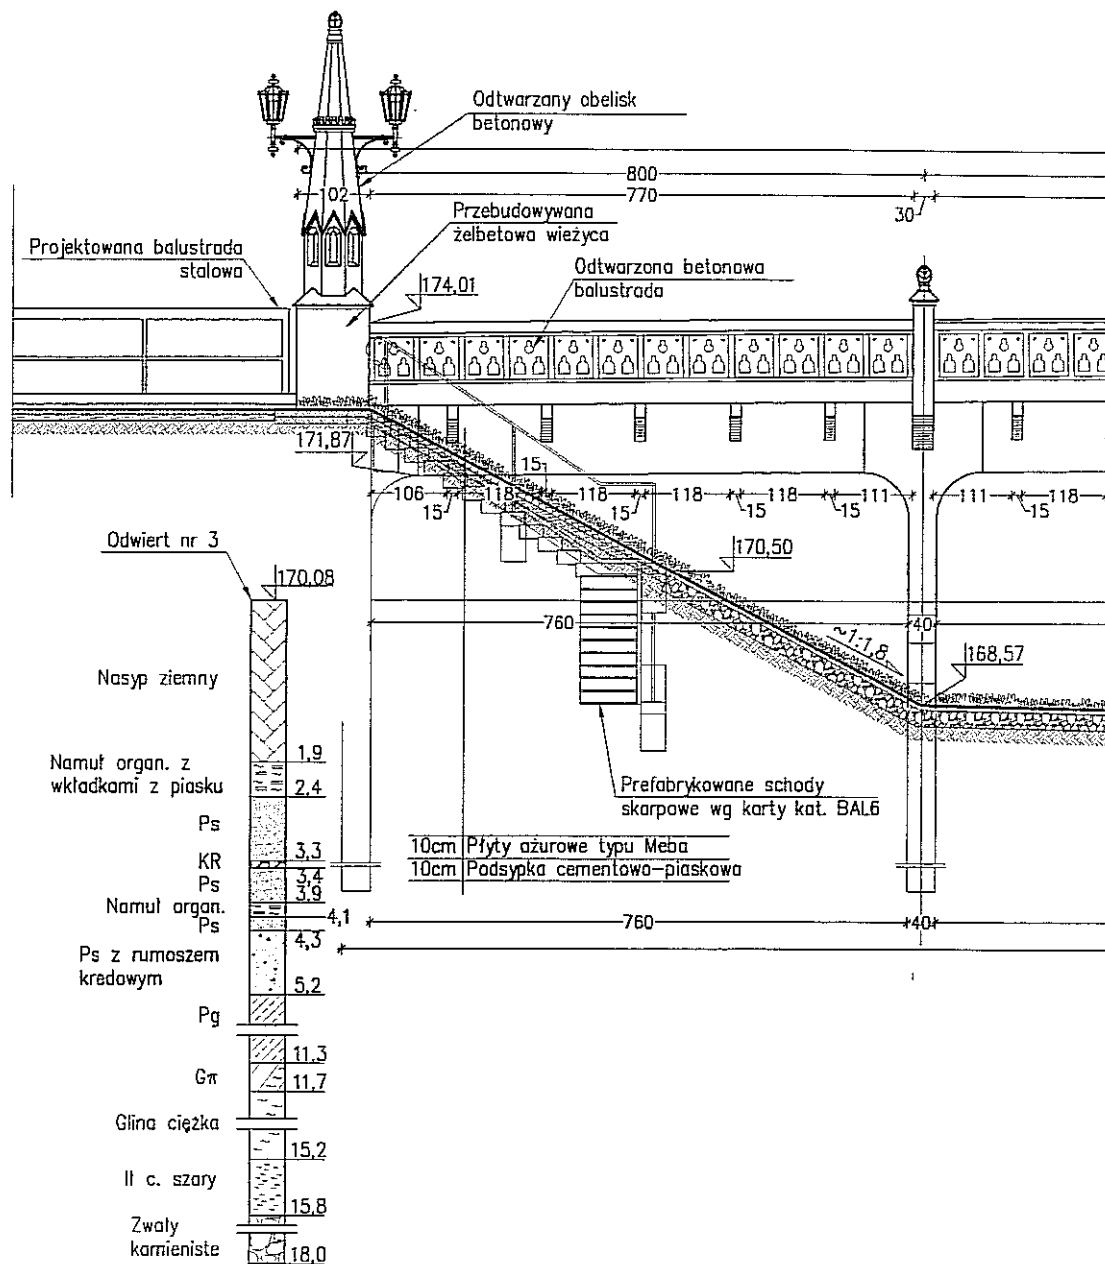 Odtwarzany obelisk
betonowy
800
102
770
30
Przebudowywana
żelbetowa wieżyca
Projektowana balustrada
stalowa
Odtwarzona betonowa
balustrada
174,01
171,87
15
106
118
118
118
118
111
111
118
15
15
15
15
15
Odwiert nr 3
170,50
170,08
760
40
~1:1,8
168,57
Nasyp ziemny
1,9
Namuł organ. z
wkładkami z piasku
2,4
Prefabrykowane schody
skarpowe wg karty kat. BAL6
Ps
3,3
10cm Płyty ażurowe typu Meba
KR
10cm Podsypka cementowo-piaskowa
3,4
Ps
3,9
Namuł organ.
4,1
Ps
760
40
4,3
Ps z rumoszem
kredowym
5,2
Pg
11,3
Gπ
11,7
Glina ciężka
15,2
Ił c. szary
15,8
Zwały
kamieniste
18,0